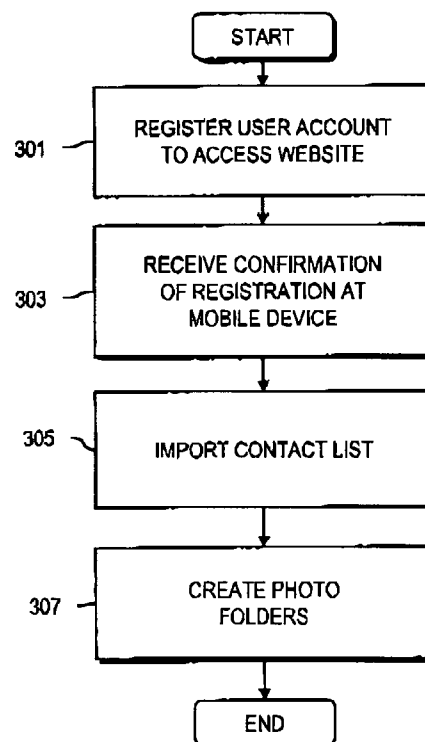 START
301
REGISTER USER ACCOUNT
TO ACCESS WEBSITE
303
RECEIVE CONFIRMATION
OF REGISTRATION AT
MOBILE DEVICE
305
IMPORT CONTACT LIST
307
CREATE PHOTO
FOLDERS
END